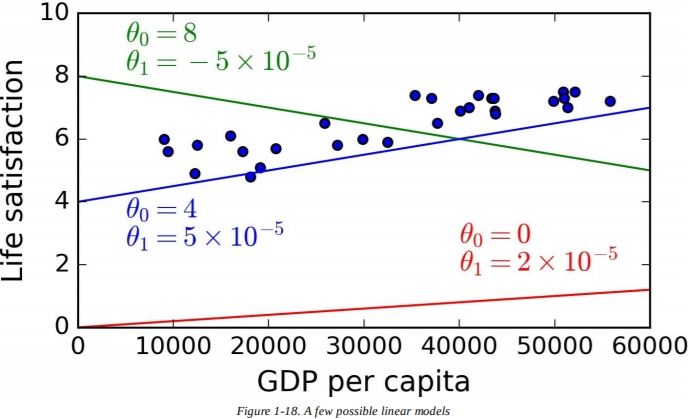 10
8
6
4
2
0
Life satisfaction
θ₀ = 8
θ₁ = − 5 × 10⁻⁵
θ₀ = 4
θ₁ = 5 × 10⁻⁵
θ₀ = 0
θ₁ = 2 × 10⁻⁵
0 10000 20000 30000 40000 50000 60000
GDP per capita
Figure 1-18. A few possible linear models